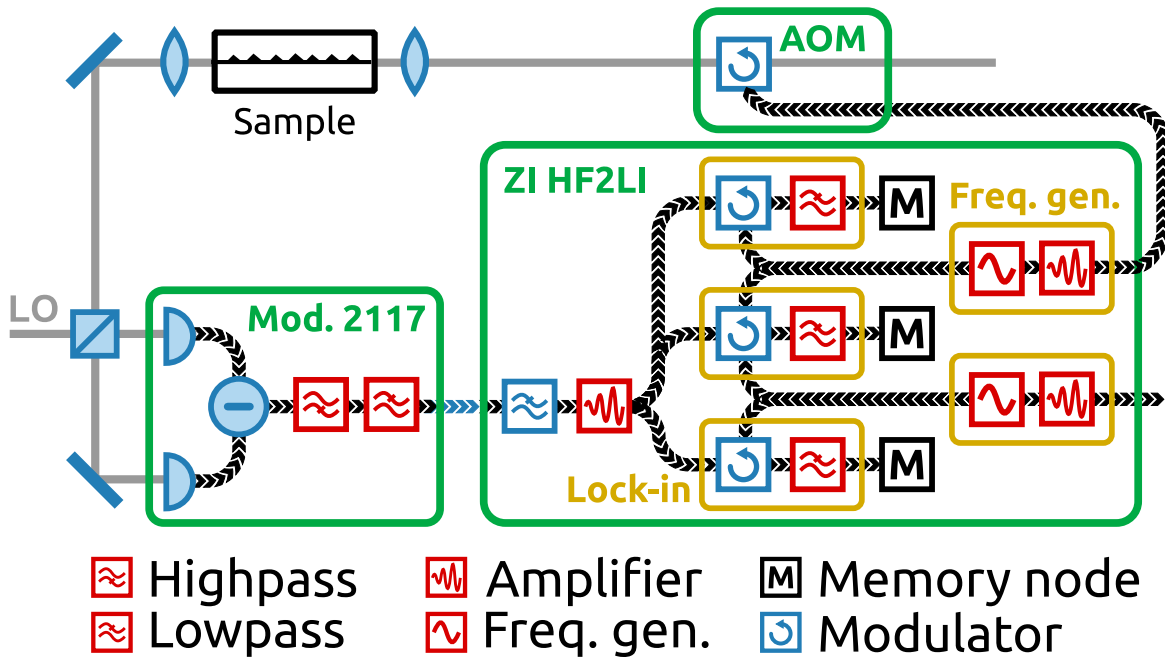 AOM
Sample
ZI HF2LI
M
Freq. gen.
LO
Mod. 2117
M
M
Lock-in
Highpass
Amplifier
M Memory node
Lowpass
Freq. gen.
Modulator